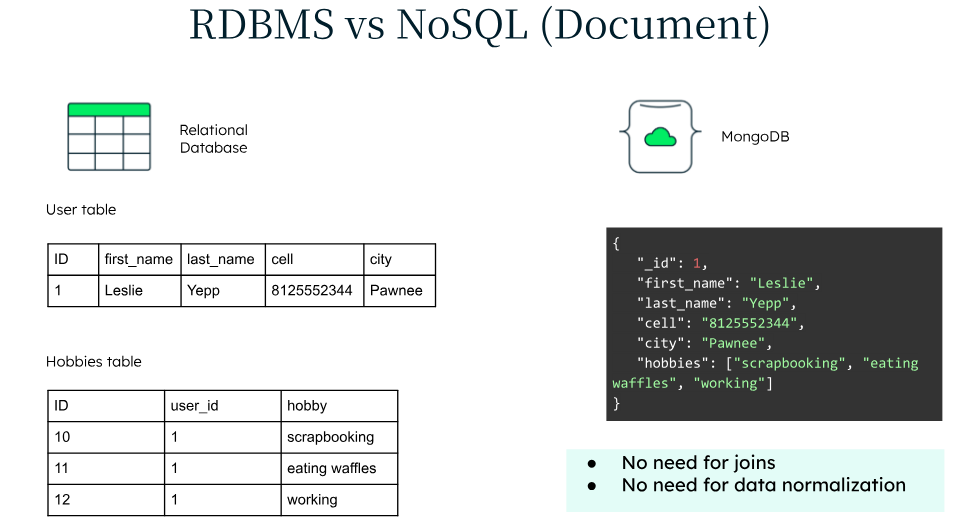 RDBMS vs NoSQL (Document)
Relational
Database
User table
ID first_name last_name cell city
1 Leslie Yepp 8125552344 Pawnee
Hobbies table
ID user_id hobby
10 1 scrapbooking
11 1 eating waffles
12 1 working
MongoDB
{
"_id": 1,
"first_name": "Leslie",
"last_name": "Yepp",
"cell": "8125552344",
"city": "Pawnee",
"hobbies": ["scrapbooking", "eating
waffles", "working"]
}
● No need for joins
● No need for data normalization